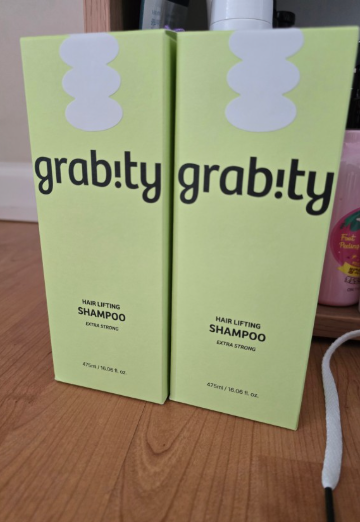 grab!ty
HAIR LIFTING
SHAMPOO
EXTRA STRONG
475ml / 16.06 fl. oz.
grab!ty
HAIR LIFTING
SHAMPOO
EXTRA STRONG
475ml / 16.06 fl. oz.